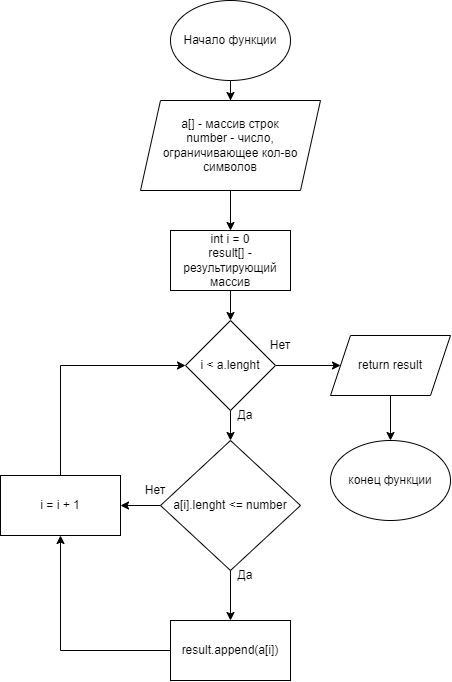 Начало функции
a[] - массив строк
number - число,
ограничивающее кол-во
символов
int i = 0
result[] -
результирующий
массив
i < a.lenght
Нет
return result
Да
конец функции
a[i].lenght <= number
Нет
i = i + 1
Да
result.append(a[i])